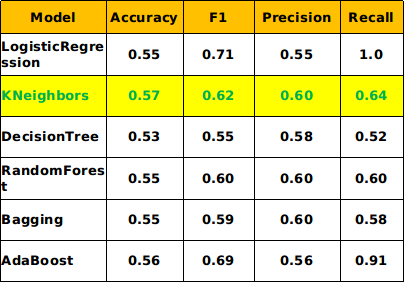 Model Accuracy F1 Precision Recall
LogisticRegre
ssion 0.55 0.71 0.55 1.0
KNeighbors 0.57 0.62 0.60 0.64
DecisionTree 0.53 0.55 0.58 0.52
RandomFores
t 0.55 0.60 0.60 0.60
Bagging 0.55 0.59 0.60 0.58
AdaBoost 0.56 0.69 0.56 0.91